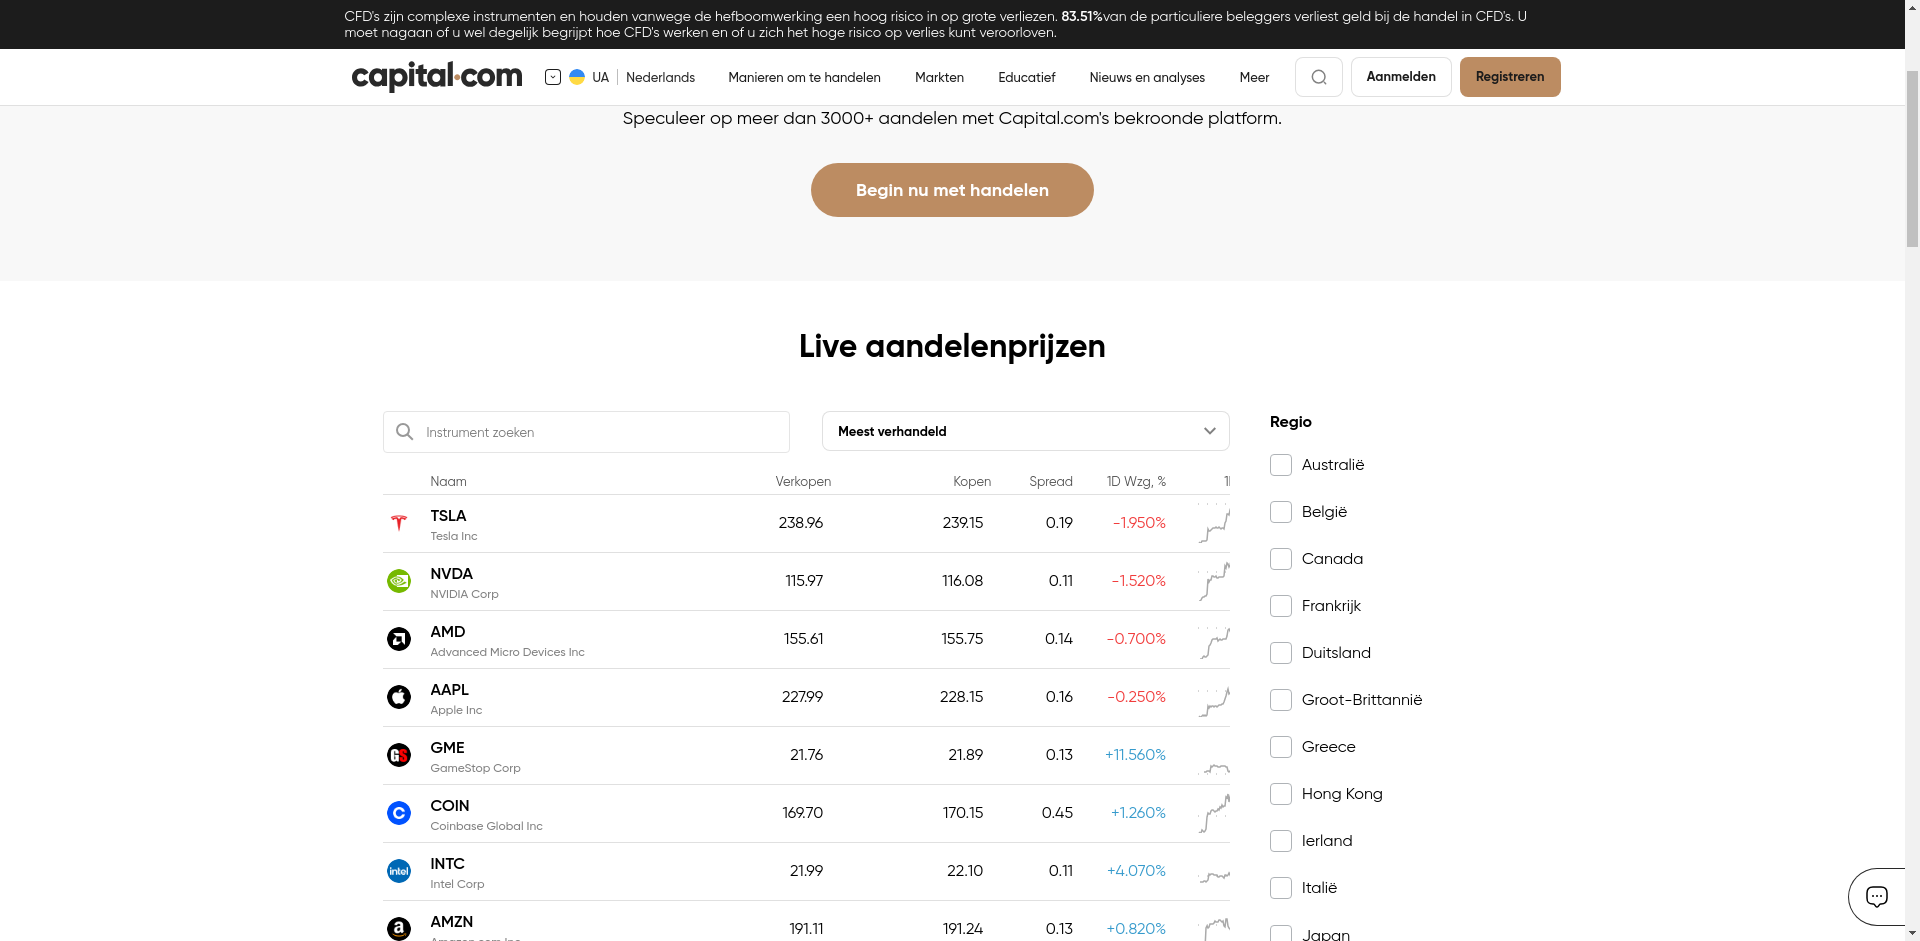 CFD's zijn complexe instrumenten en houden vanwege de hefboomwerking een hoog risico in op grote verliezen. 83.51%van de particuliere beleggers verliest geld bij de handel in CFD's. U
moet nagaan of u wel degelijk begrijpt hoe CFD's werken en of u zich het hoge risico op verlies kunt veroorloven.
capital.com UA Nederlands Manieren om te handelen Markten Educatief Nieuws en analyses Meer Aanmelden Registreren
Speculeer op meer dan 3000+ aandelen met Capital.com's bekroonde platform.
Begin nu met handelen
Live aandelenprijzen
Instrument zoeken
Meest verhandeld
Naam Verkopen Kopen Spread 1D Wzg, %
TSLA 238.96 239.15 0.19 -1.950%
Tesla Inc
NVDA 115.97 116.08 0.11 -1.520%
NVIDIA Corp
AMD 155.61 155.75 0.14 -0.700%
Advanced Micro Devices Inc
AAPL 227.99 228.15 0.16 -0.250%
Apple Inc
GME 21.76 21.89 0.13 +11.560%
GameStop Corp
COIN 169.70 170.15 0.45 +1.260%
Coinbase Global Inc
intel INTC 21.99 22.10 0.11 +4.070%
Intel Corp
AMZN 191.11 191.24 0.13 +0.820%
Regio
Australië
België
Canada
Frankrijk
Duitsland
Groot-Brittannië
Greece
Hong Kong
Ierland
Italië
Japan